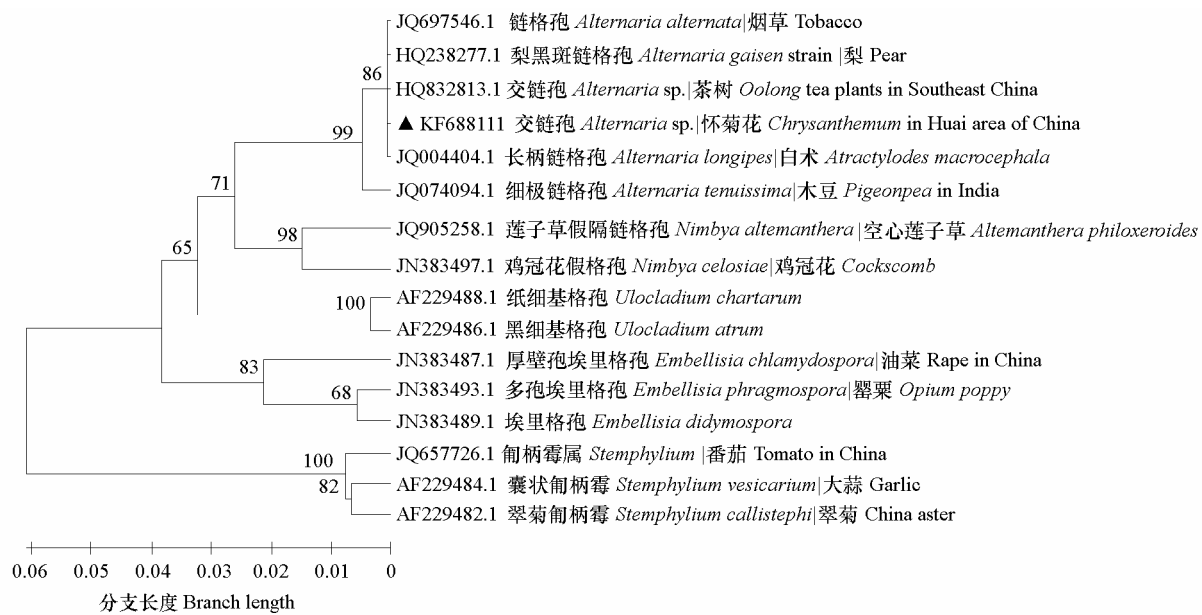 JQ697546.1 链格孢 Alternaria alternata|烟草 Tobacco
HQ238277.1 梨黑斑链格孢 Alternaria gaisen strain |梨 Pear
86
HQ832813.1 交链孢 Alternaria sp.|茶树 Oolong tea plants in Southeast China
▲ KF688111 交链孢 Alternaria sp.|怀菊花 Chrysanthemum in Huai area of China
99
JQ004404.1 长柄链格孢 Alternaria longipes|白术 Atractylodes macrocephala
71
JQ074094.1 细极链格孢 Alternaria tenuissima|木豆 Pigeonpea in India
JQ905258.1 莲子草假隔链格孢 Nimbya altemanthera|空心莲子草 Altemanthera philoxeroides
98
65
JN383497.1 鸡冠花假格孢 Nimbya celosiae|鸡冠花 Cockscomb
AF229488.1 纸细基格孢 Ulocladium chartarum
100
AF229486.1 黑细基格孢 Ulocladium atrum
JN383487.1 厚壁孢埃里格孢 Embellisia chlamydospora|油菜 Rape in China
83
JN383493.1 多孢埃里格孢 Embellisia phragmospora|罂粟 Opium poppy
68
JN383489.1 埃里格孢 Embellisia didymospora
JQ657726.1 匍柄霉属 Stemphylium |番茄 Tomato in China
100
AF229484.1 囊状匍柄霉 Stemphylium vesicarium|大蒜 Garlic
82
AF229482.1 翠菊匍柄霉 Stemphylium callistephi|翠菊 China aster
0.06 0.05 0.04 0.03 0.02 0.01 0
分支长度 Branch length